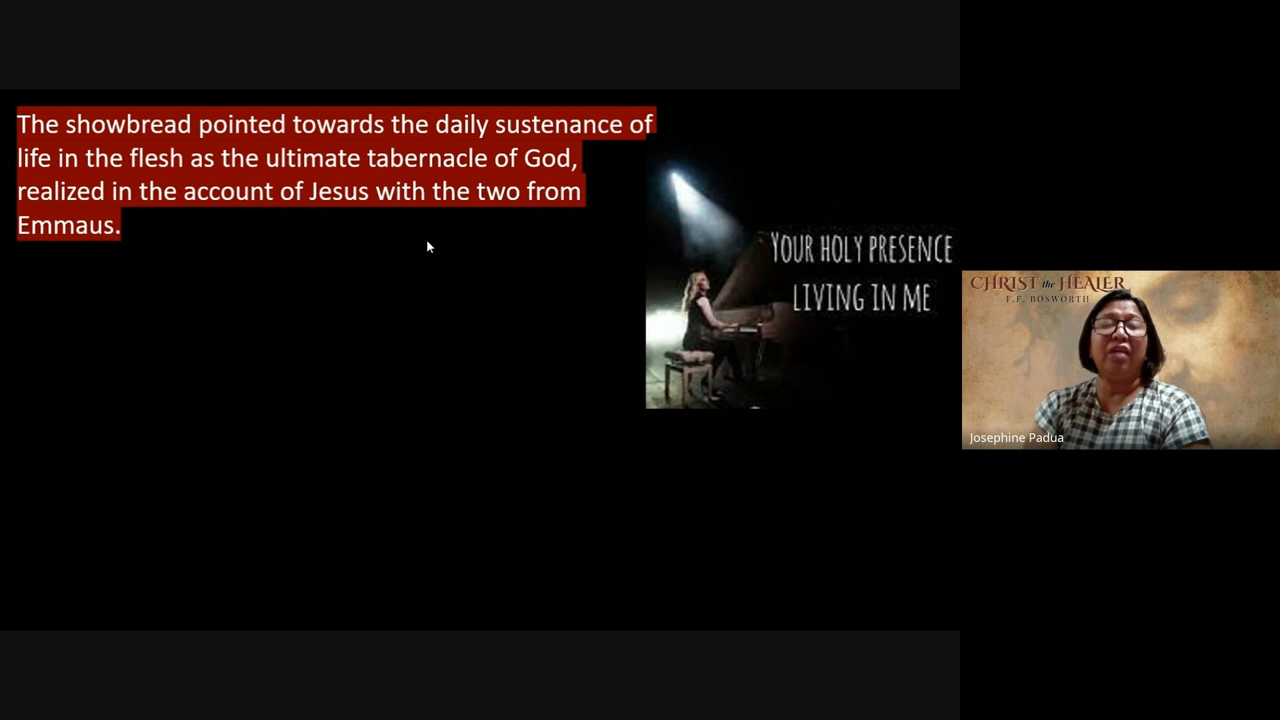 The showbread pointed towards the daily sustenance of
life in the flesh as the ultimate tabernacle of God,
realized in the account of Jesus with the two from
Emmaus.
YOUR HOLY PRESENCE
LIVING IN ME
CHRIST the HEALER
F.F. BOSWORTH
Josephine Padua